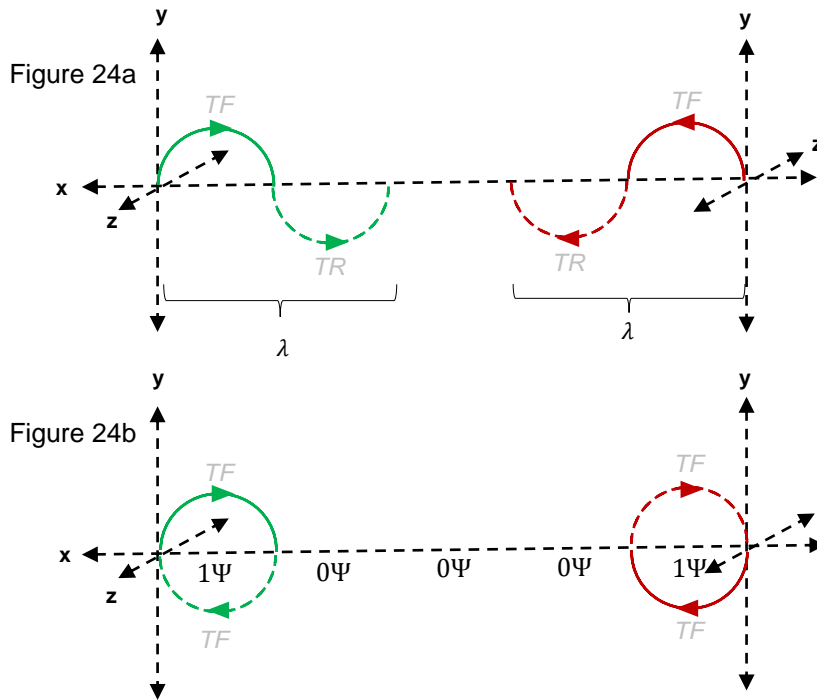 y y
Figure 24a
TF TF
z
x
z
TR TR
λ λ
y y
Figure 24b
TF TF
x
1Ψ 0Ψ 0Ψ 0Ψ 1Ψ
z
TF TF